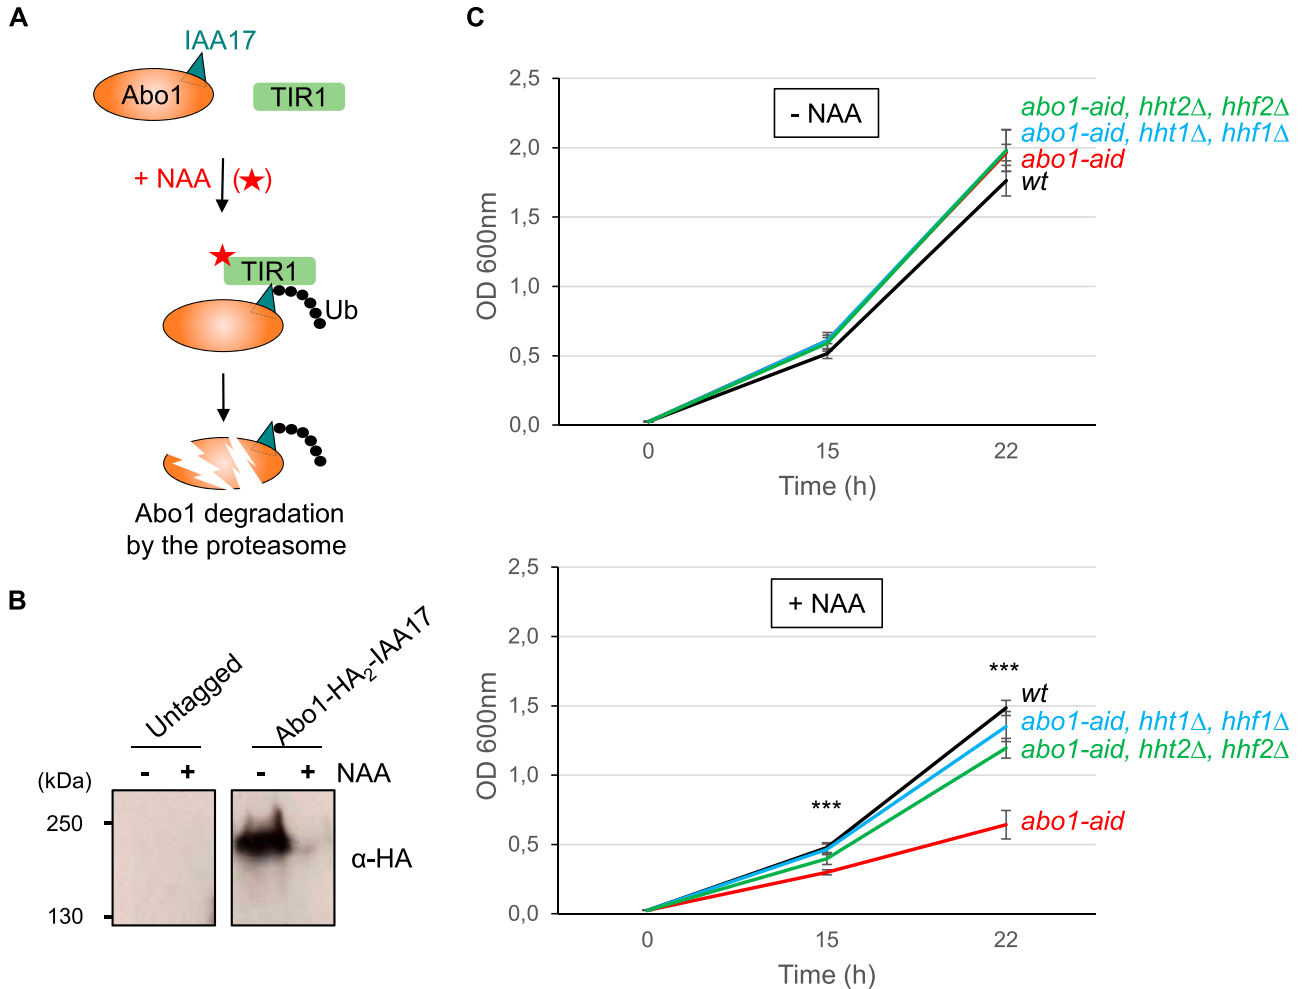 A
IAA17
Abo1
TIR1
+ NAA (★)
TIR1
Ub
Abo1 degradation
by the proteasome
B
Untagged
Abo1-HA₂-IAA17
(kDa)
- + - + NAA
250
α-HA
130
C
2,5
- NAA
abo1-aid, hht2Δ, hhf2Δ
abo1-aid, hht1Δ, hhf1Δ
2,0
abo1-aid
wt
1,5
OD 600nm
1,0
0,5
0,0
0 15 22
Time (h)
2,5
+ NAA
2,0
***
wt
1,5
abo1-aid, hht1Δ, hhf1Δ
abo1-aid, hht2Δ, hhf2Δ
OD 600nm
1,0
***
abo1-aid
0,5
0,0
0 15 22
Time (h)